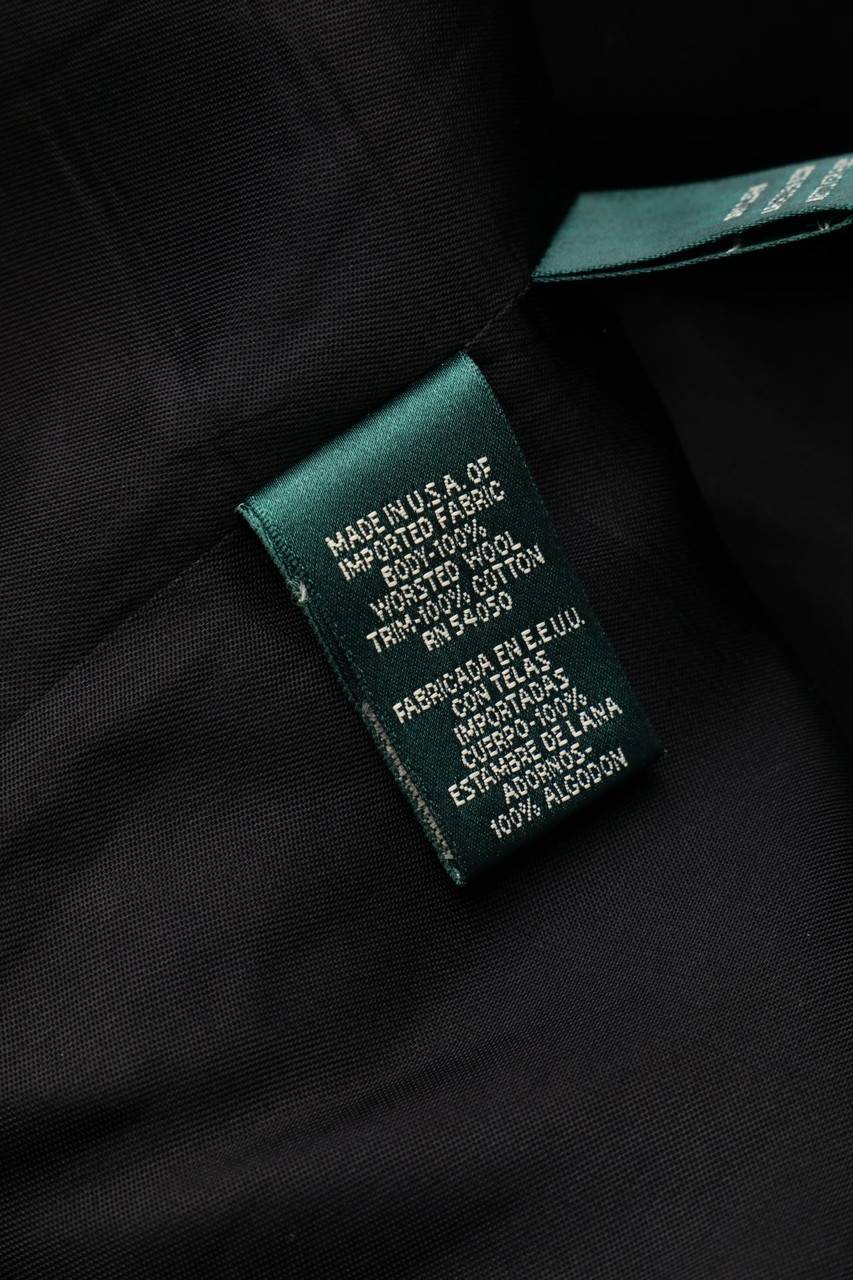 MADE IN U.S.A. OF
IMPORTED FABRIC
BODY-100%
WORSTED WOOL
TRIM-100% COTTON
RN 54050
FABRICADA EN E.E.U.U.
CON TELAS
IMPORTADAS
CUERPO-100%
ESTAMBRE DE LANA
ADORNOS-
100% ALGODON